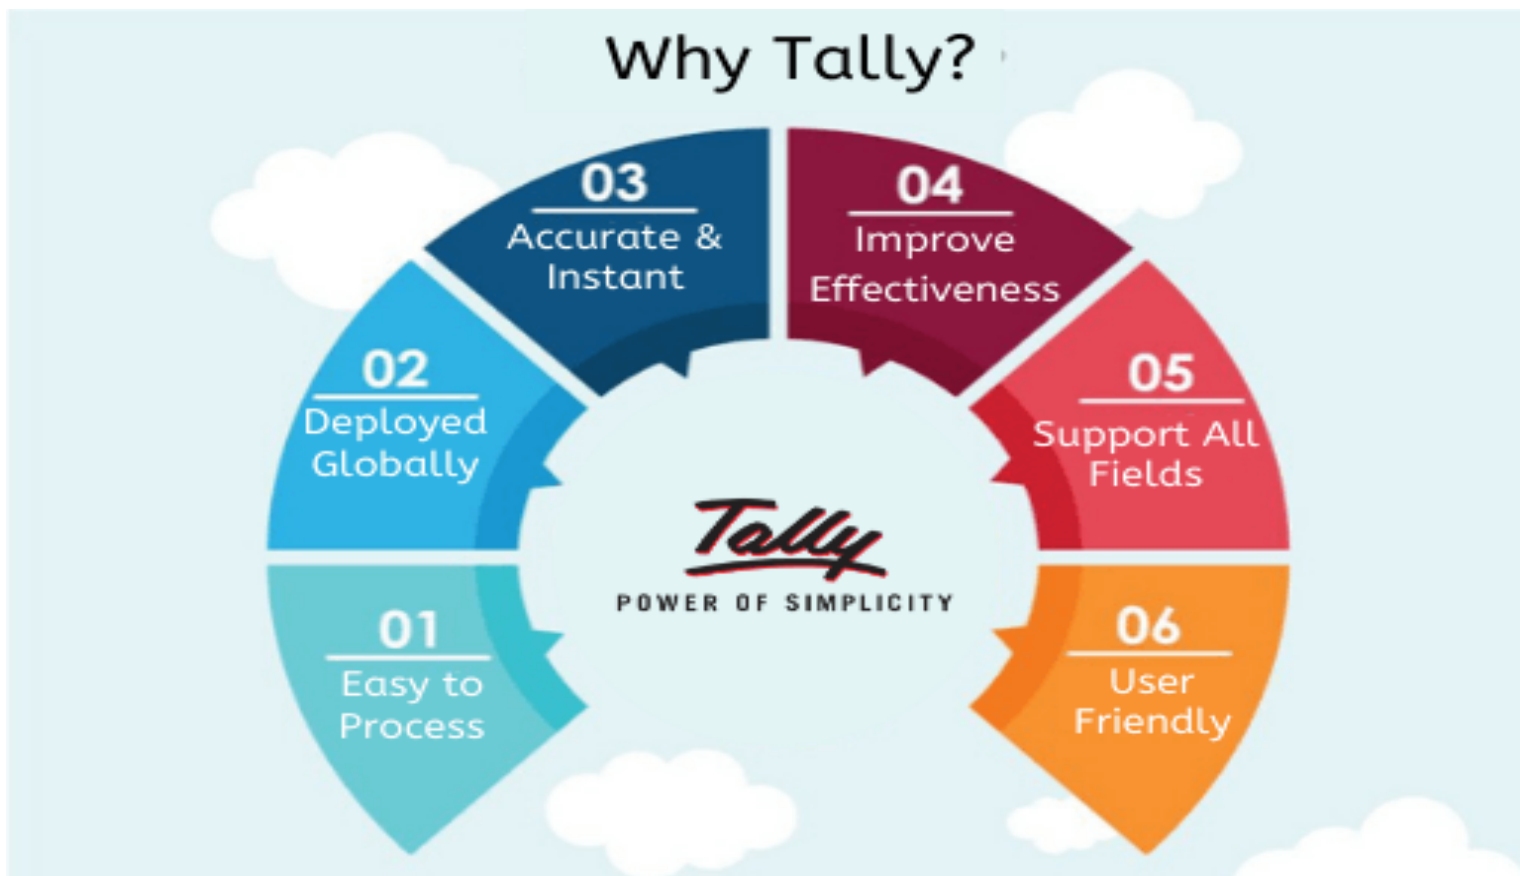 Why Tally?
01
Easy to
Process
02
Deployed
Globally
03
Accurate &
Instant
04
Improve
Effectiveness
05
Support All
Fields
06
User
Friendly
Tally
POWER OF SIMPLICITY